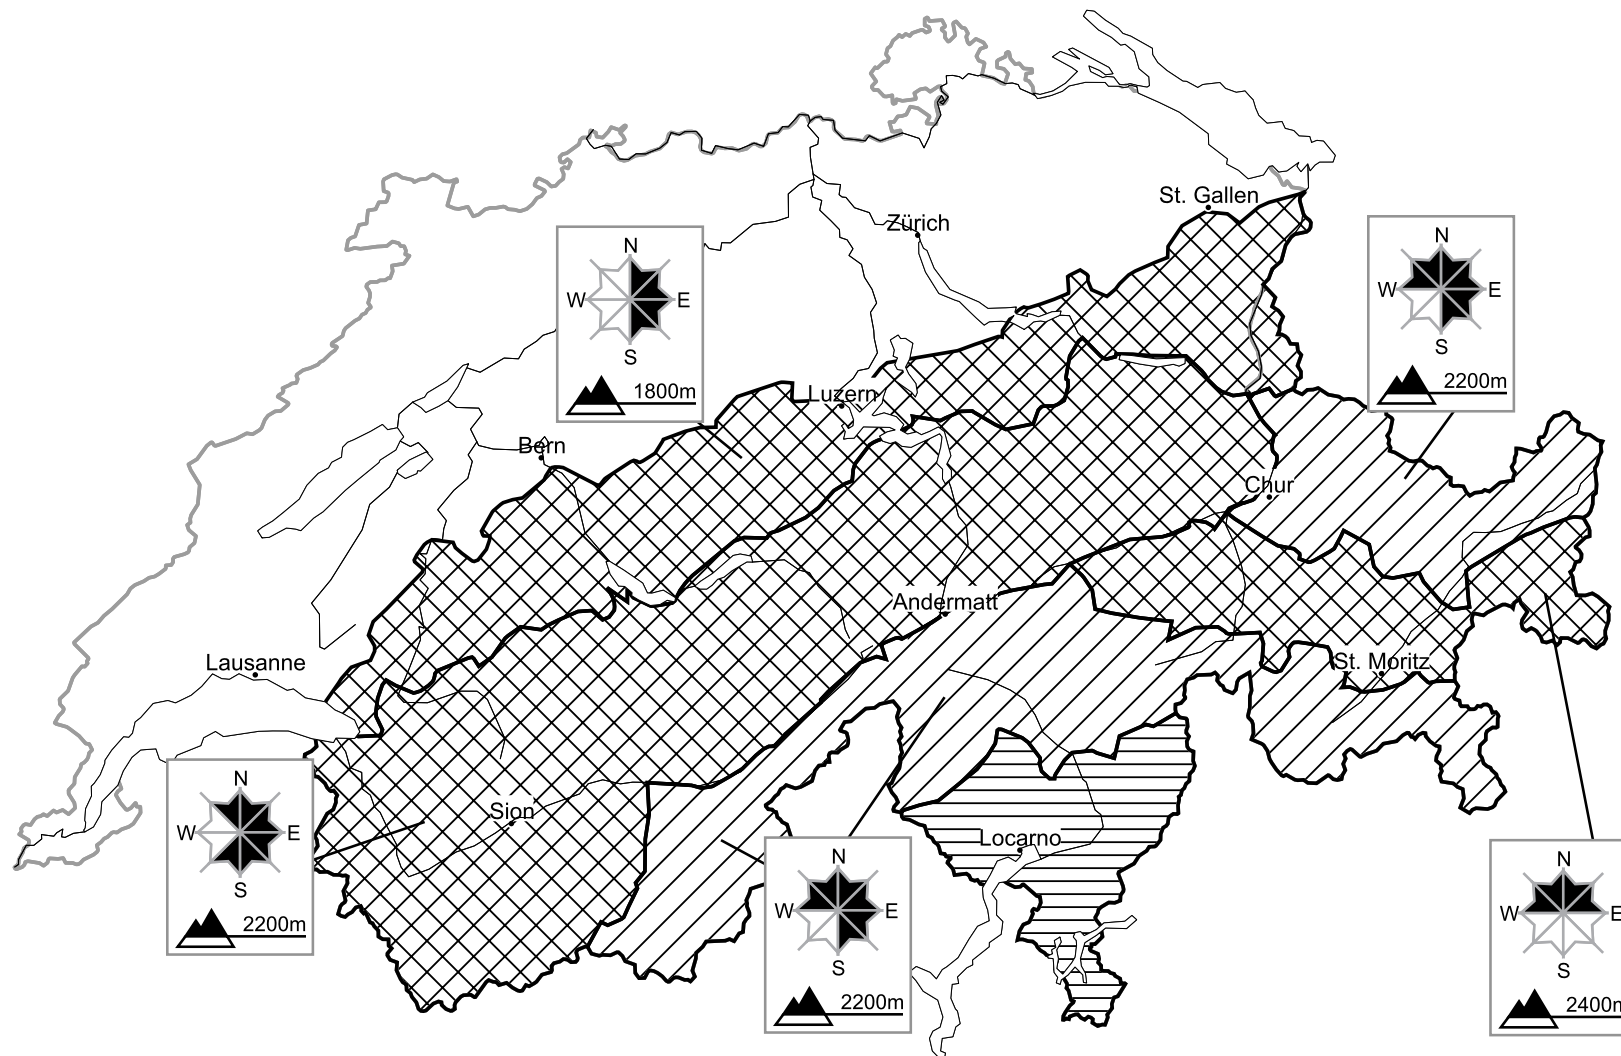 St. Gallen
Zürich
N
W E
S
1800m
N
W E
S
2200m
Luzern
Bern
Chur
Andermatt
Lausanne
St. Moritz
N
W E
S
2200m
Sion
Locarno
N
W E
S
2200m
N
W E
S
2400m